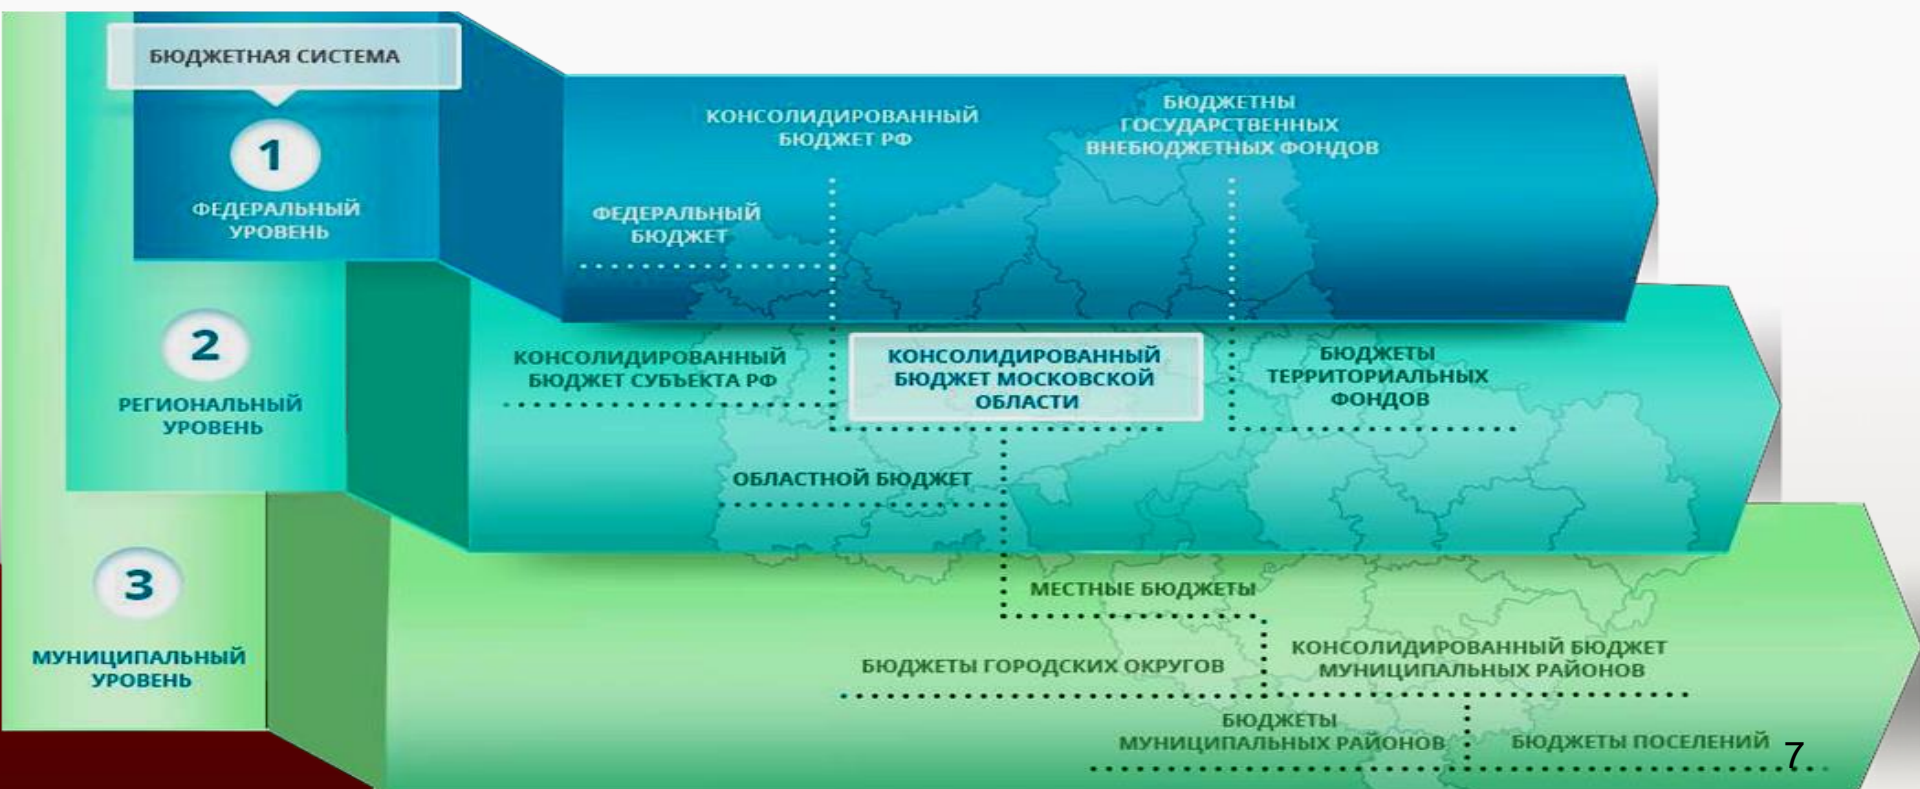 БЮДЖЕТНАЯ СИСТЕМА
1
ФЕДЕРАЛЬНЫЙ
УРОВЕНЬ
КОНСОЛИДИРОВАННЫЙ
БЮДЖЕТ РФ
БЮДЖЕТНЫ
ГОСУДАРСТВЕННЫХ
ВНЕБЮДЖЕТНЫХ ФОНДОВ
ФЕДЕРАЛЬНЫЙ
БЮДЖЕТ
2
РЕГИОНАЛЬНЫЙ
УРОВЕНЬ
КОНСОЛИДИРОВАННЫЙ
БЮДЖЕТ СУБЪЕКТА РФ
КОНСОЛИДИРОВАННЫЙ
БЮДЖЕТ МОСКОВСКОЙ
ОБЛАСТИ
БЮДЖЕТЫ
ТЕРРИТОРИАЛЬНЫХ
ФОНДОВ
ОБЛАСТНОЙ БЮДЖЕТ
3
МУНИЦИПАЛЬНЫЙ
УРОВЕНЬ
МЕСТНЫЕ БЮДЖЕТЫ
БЮДЖЕТЫ ГОРОДСКИХ ОКРУГОВ
КОНСОЛИДИРОВАННЫЙ БЮДЖЕТ
МУНИЦИПАЛЬНЫХ РАЙОНОВ
БЮДЖЕТЫ
МУНИЦИПАЛЬНЫХ РАЙОНОВ
БЮДЖЕТЫ ПОСЕЛЕНИЙ
7